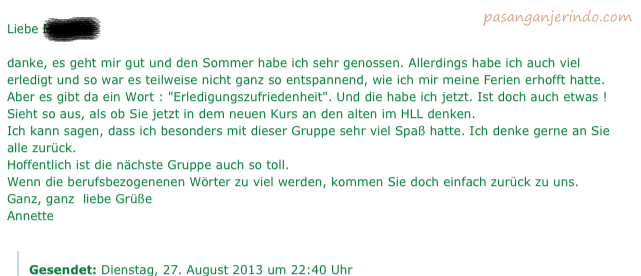 pasanganjerindo.com
Liebe
danke, es geht mir gut und den Sommer habe ich sehr genossen. Allerdings habe ich auch viel
erledigt und so war es teilweise nicht ganz so entspannend, wie ich mir meine Ferien erhofft hatte.
Aber es gibt da ein Wort : "Erledigungszufriedenheit". Und die habe ich jetzt. Ist doch auch etwas !
Sieht so aus, als ob Sie jetzt in dem neuen Kurs an den alten im HLL denken.
Ich kann sagen, dass ich besonders mit dieser Gruppe sehr viel Spaß hatte. Ich denke gerne an Sie
alle zurück.
Hoffentlich ist die nächste Gruppe auch so toll.
Wenn die berufsbezogenenen Wörter zu viel werden, kommen Sie doch einfach zurück zu uns.
Ganz, ganz  liebe Grüße
Annette
Gesendet: Dienstag, 27. August 2013 um 22:40 Uhr